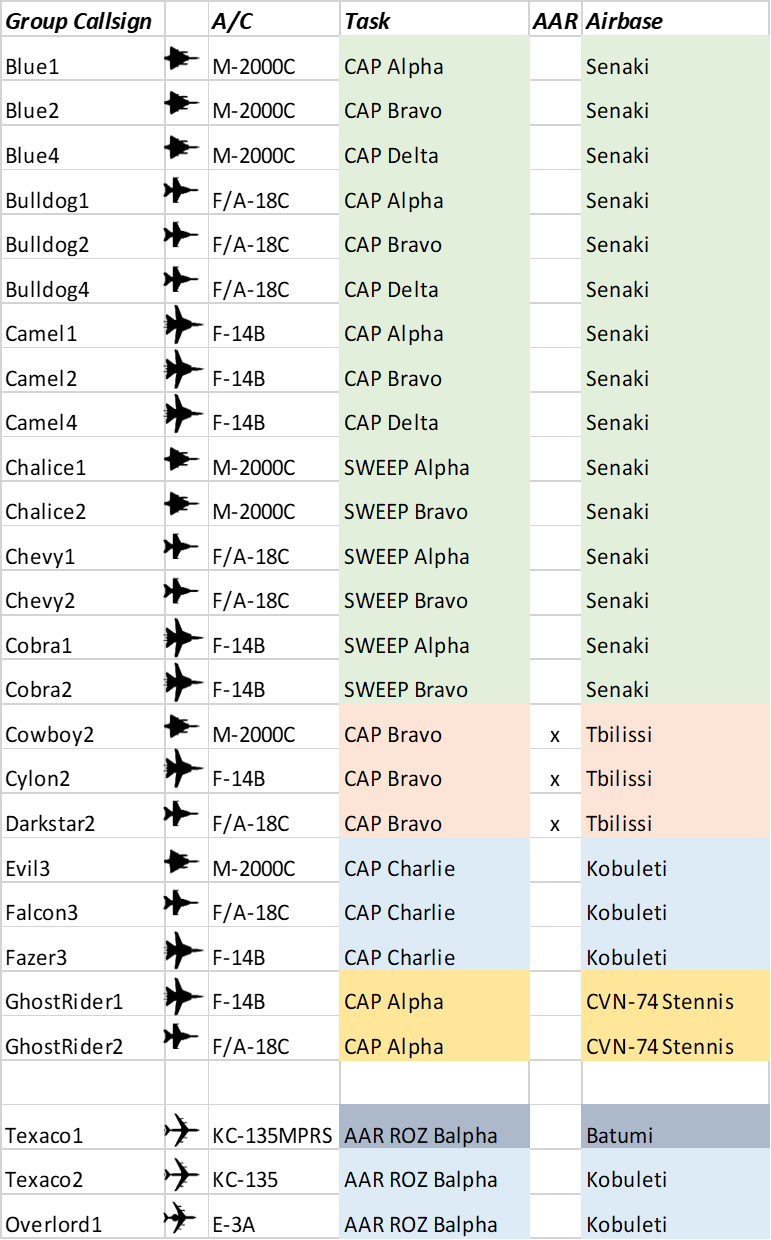 Group Callsign A/C Task AAR Airbase
Blue1 M-2000C CAP Alpha Senaki
Blue2 M-2000C CAP Bravo Senaki
Blue4 M-2000C CAP Delta Senaki
Bulldog1 F/A-18C CAP Alpha Senaki
Bulldog2 F/A-18C CAP Bravo Senaki
Bulldog4 F/A-18C CAP Delta Senaki
Camel1 F-14B CAP Alpha Senaki
Camel2 F-14B CAP Bravo Senaki
Camel4 F-14B CAP Delta Senaki
Chalice1 M-2000C SWEEP Alpha Senaki
Chalice2 M-2000C SWEEP Bravo Senaki
Chevy1 F/A-18C SWEEP Alpha Senaki
Chevy2 F/A-18C SWEEP Bravo Senaki
Cobra1 F-14B SWEEP Alpha Senaki
Cobra2 F-14B SWEEP Bravo Senaki
Cowboy2 M-2000C CAP Bravo x Tbilissi
Cylon2 F-14B CAP Bravo x Tbilissi
Darkstar2 F/A-18C CAP Bravo x Tbilissi
Evil3 M-2000C CAP Charlie Kobuleti
Falcon3 F/A-18C CAP Charlie Kobuleti
Fazer3 F-14B CAP Charlie Kobuleti
GhostRider1 F-14B CAP Alpha CVN-74 Stennis
GhostRider2 F/A-18C CAP Alpha CVN-74 Stennis
Texaco1 KC-135MPRS AAR ROZ Balpha Batumi
Texaco2 KC-135 AAR ROZ Balpha Kobuleti
Overlord1 E-3A AAR ROZ Balpha Kobuleti